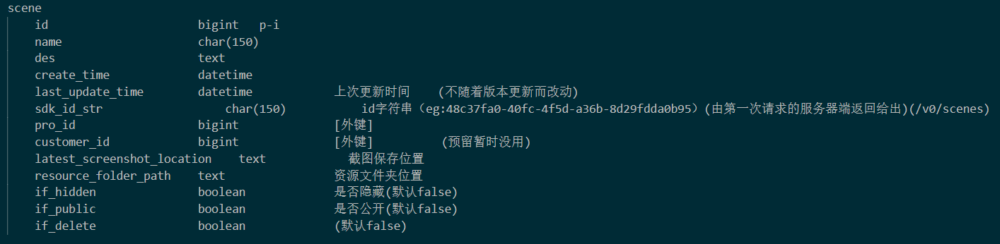 scene
id bigint p-i
name char(150)
des text
create_time datetime
last_update_time datetime 上次更新时间 (不随着版本更新而改动)
sdk_id_str char(150) id字符串（eg:48c37fa0-40fc-4f5d-a36b-8d29fdda0b95）(由第一次请求的服务器端返回给出)(/v0/scenes)
pro_id bigint [外键]
customer_id bigint [外键] (预留暂时没用)
latest_screenshot_location text 截图保存位置
resource_folder_path text 资源文件夹位置
if_hidden boolean 是否隐藏(默认false)
if_public boolean 是否公开(默认false)
if_delete boolean (默认false)